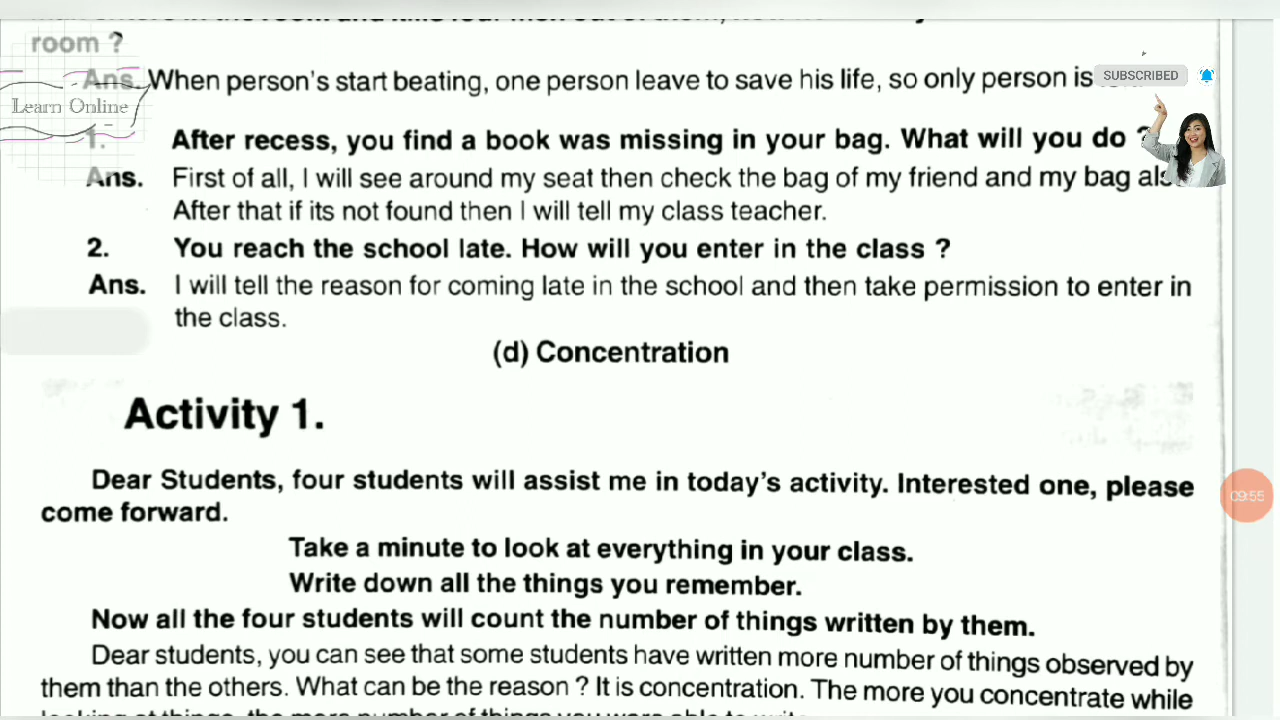 room ?
Ans. When person's start beating, one person leave to save his life, so only person is
SUBSCRIBED
Learn Online
1. After recess, you find a book was missing in your bag. What will you do ?
Ans. First of all, I will see around my seat then check the bag of my friend and my bag als
After that if its not found then I will tell my class teacher.
2. You reach the school late. How will you enter in the class ?
Ans. I will tell the reason for coming late in the school and then take permission to enter in
the class.
(d) Concentration
Activity 1.
Dear Students, four students will assist me in today's activity. Interested one, please
come forward.
09:55
Take a minute to look at everything in your class.
Write down all the things you remember.
Now all the four students will count the number of things written by them.
Dear students, you can see that some students have written more number of things observed by
them than the others. What can be the reason ? It is concentration. The more you concentrate while